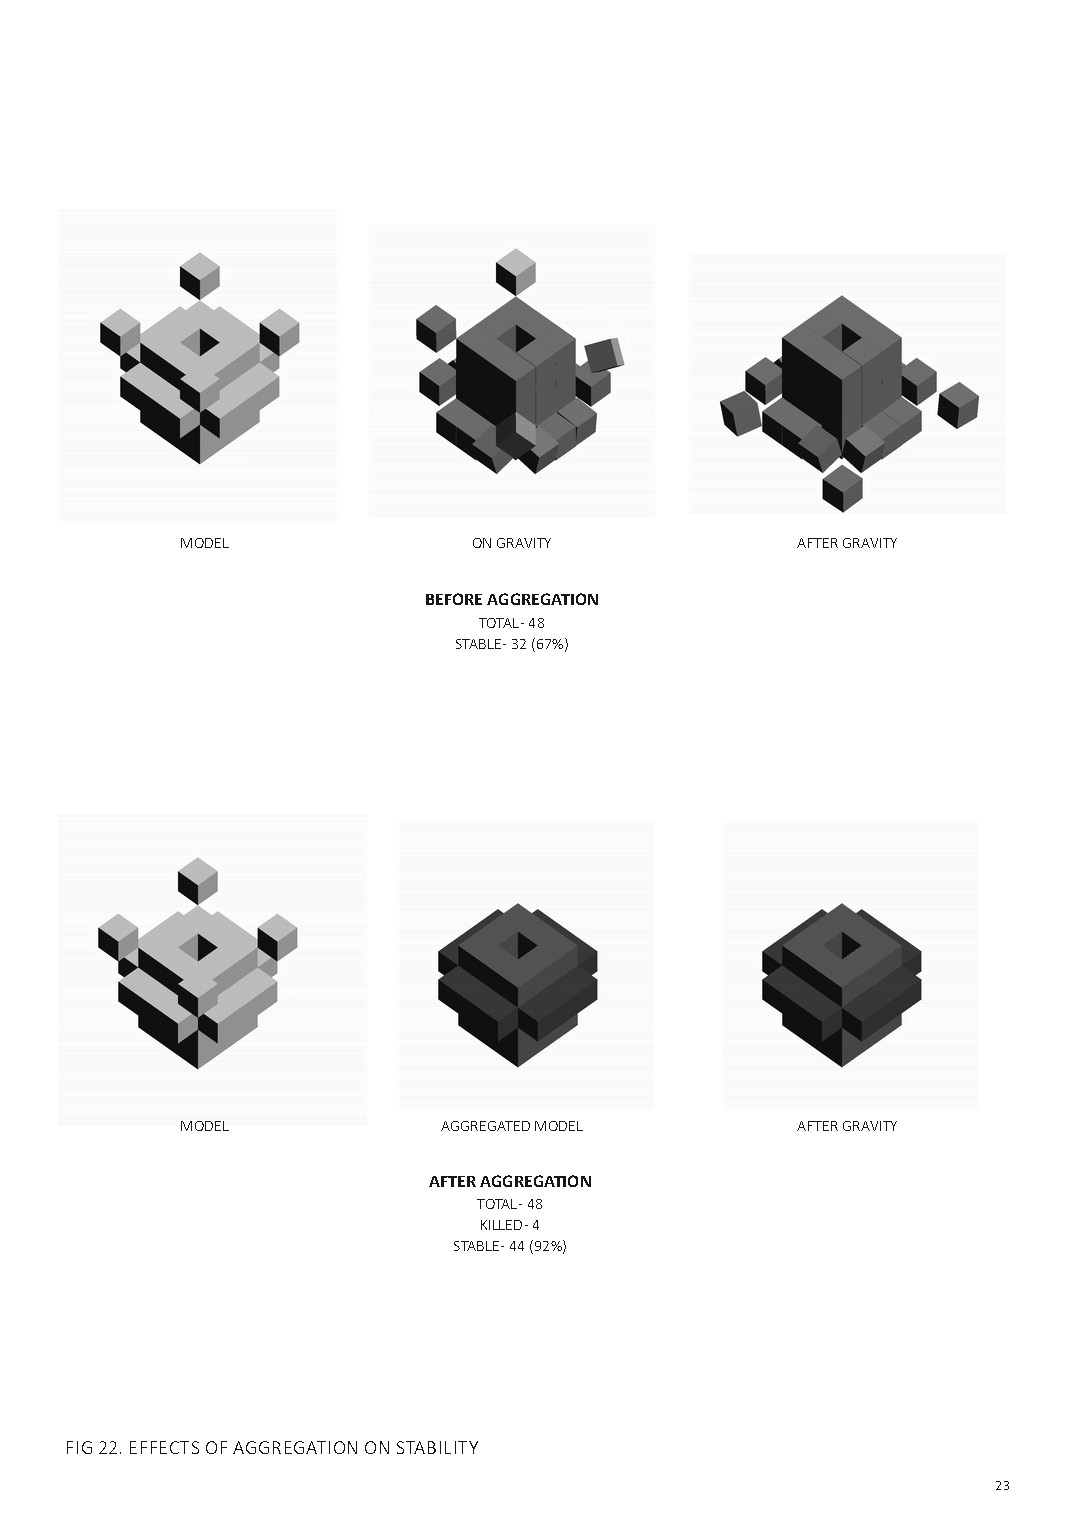 MODEL
ON GRAVITY
AFTER GRAVITY
BEFORE AGGREGATION
TOTAL- 48
STABLE- 32 (67%)
MODEL
AGGREGATED MODEL
AFTER GRAVITY
AFTER AGGREGATION
TOTAL- 48
KILLED- 4
STABLE- 44 (92%)
FIG 22. EFFECTS OF AGGREGATION ON STABILITY
23